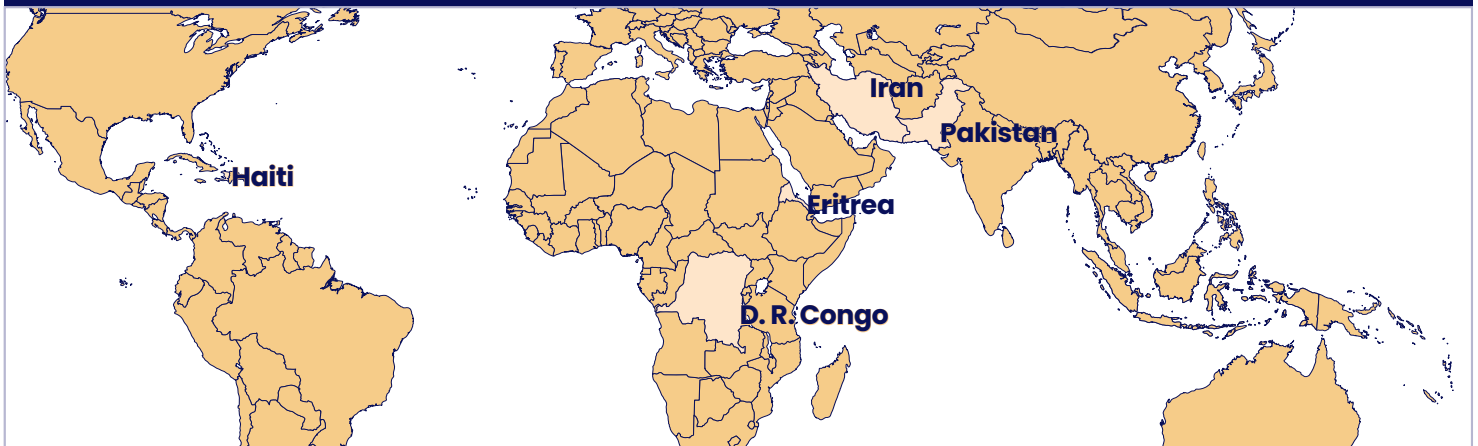 Iran
Pakistan
Haiti
Eritrea
D. R. Congo